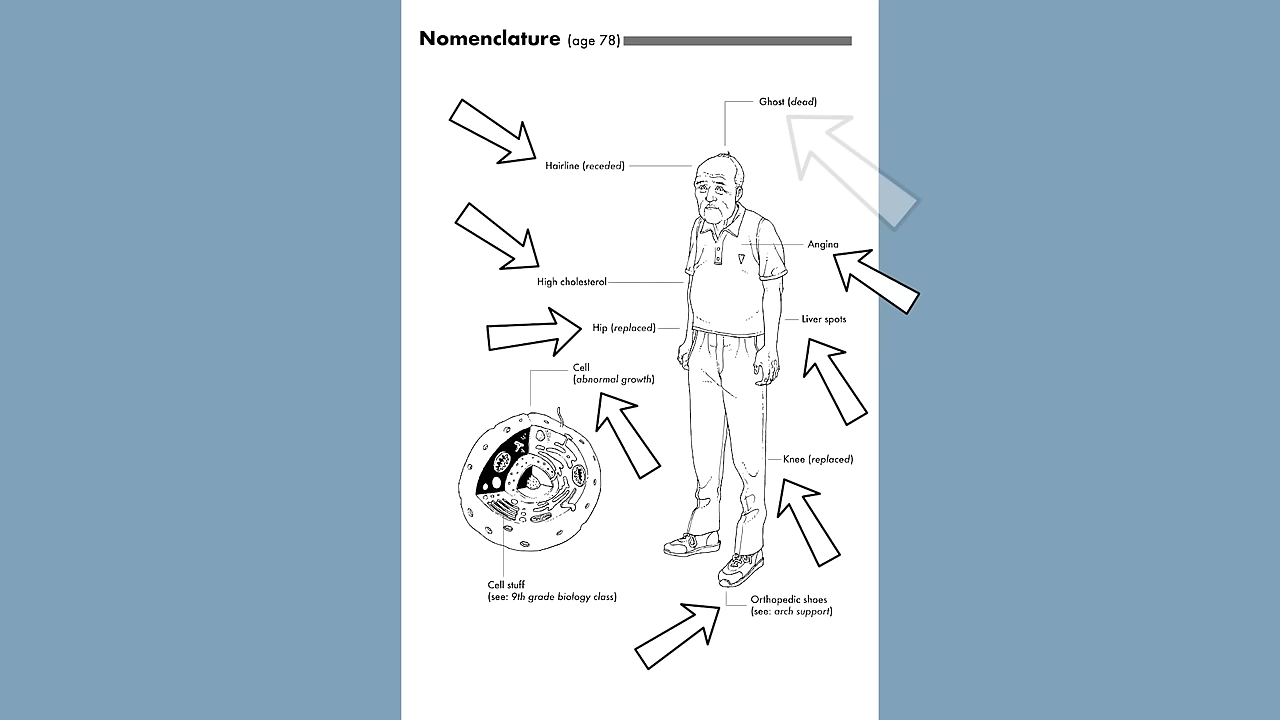 Nomenclature (age 78)
Ghost (dead)
Hairline (receded)
Angina
High cholesterol
Liver spots
Hip (replaced)
Cell
(abnormal growth)
Knee (replaced)
Cell stuff
(see: 9th grade biology class)
Orthopedic shoes
(see: arch support)